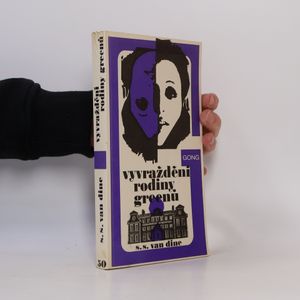 vyvraždění
rodiny greenů
s. s. van dine
50
GONG
vyvraždění
rodiny
greenů
s. s. van dine